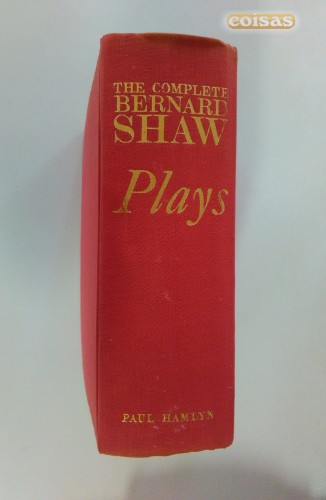 coisas
THE COMPLETE
BERNARD
SHAW
Plays
PAUL HAMLYN